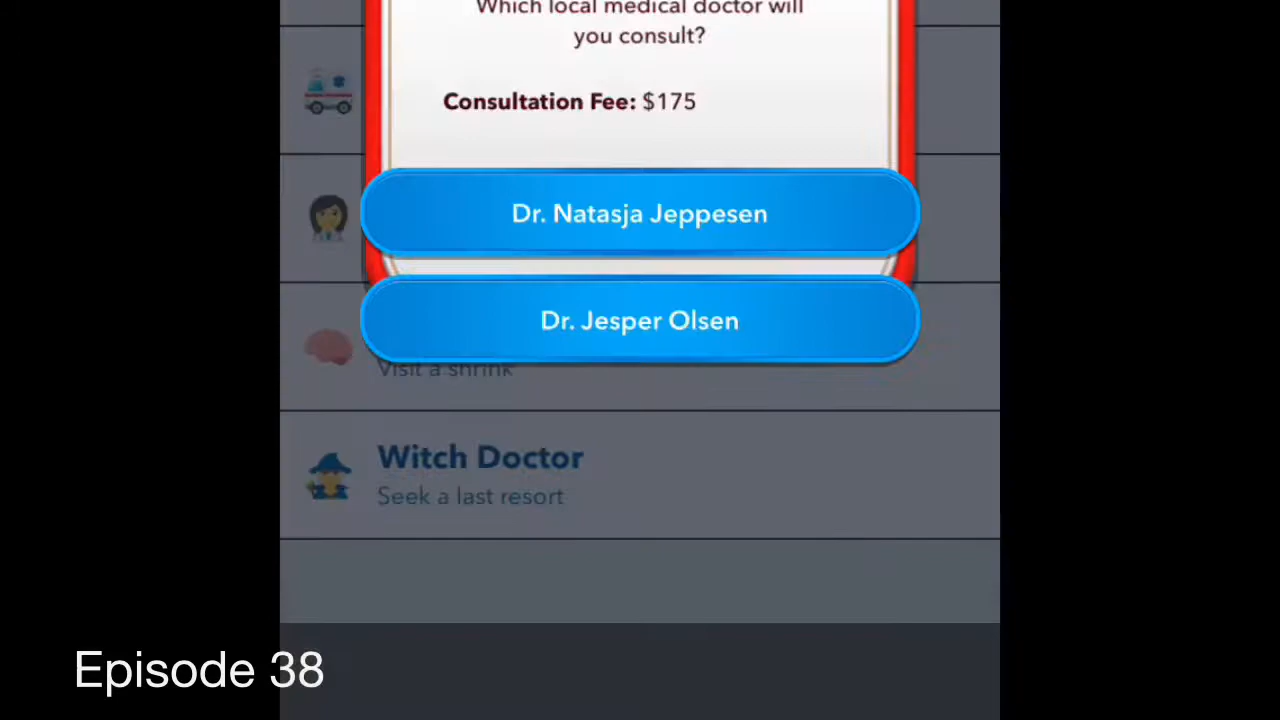 Which local medical doctor will
you consult?
Consultation Fee: $175
Dr. Natasja Jeppesen
Dr. Jesper Olsen
Visit a shrink
Witch Doctor
Seek a last resort
Episode 38